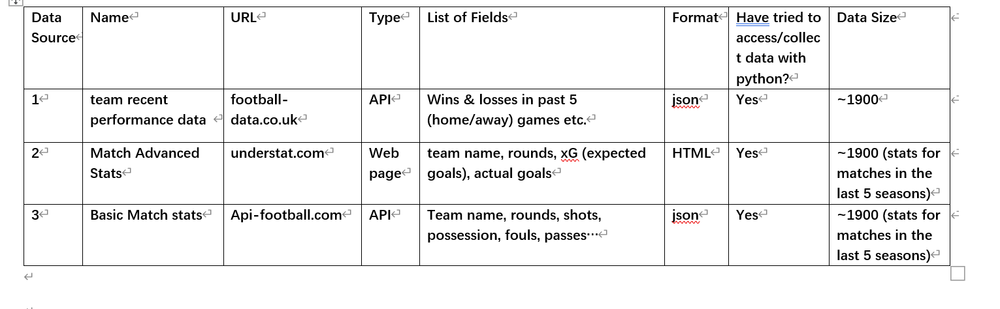 Data Source
Name
URL
Type
List of Fields
Format
Have tried to access/collect data with python?
Data Size
1
team recent performance data
football-data.co.uk
API
Wins & losses in past 5 (home/away) games etc.
json
Yes
~1900
2
Match Advanced Stats
understat.com
Web page
team name, rounds, xG (expected goals), actual goals
HTML
Yes
~1900 (stats for matches in the last 5 seasons)
3
Basic Match stats
Api-football.com
API
Team name, rounds, shots, possession, fouls, passes…
json
Yes
~1900 (stats for matches in the last 5 seasons)